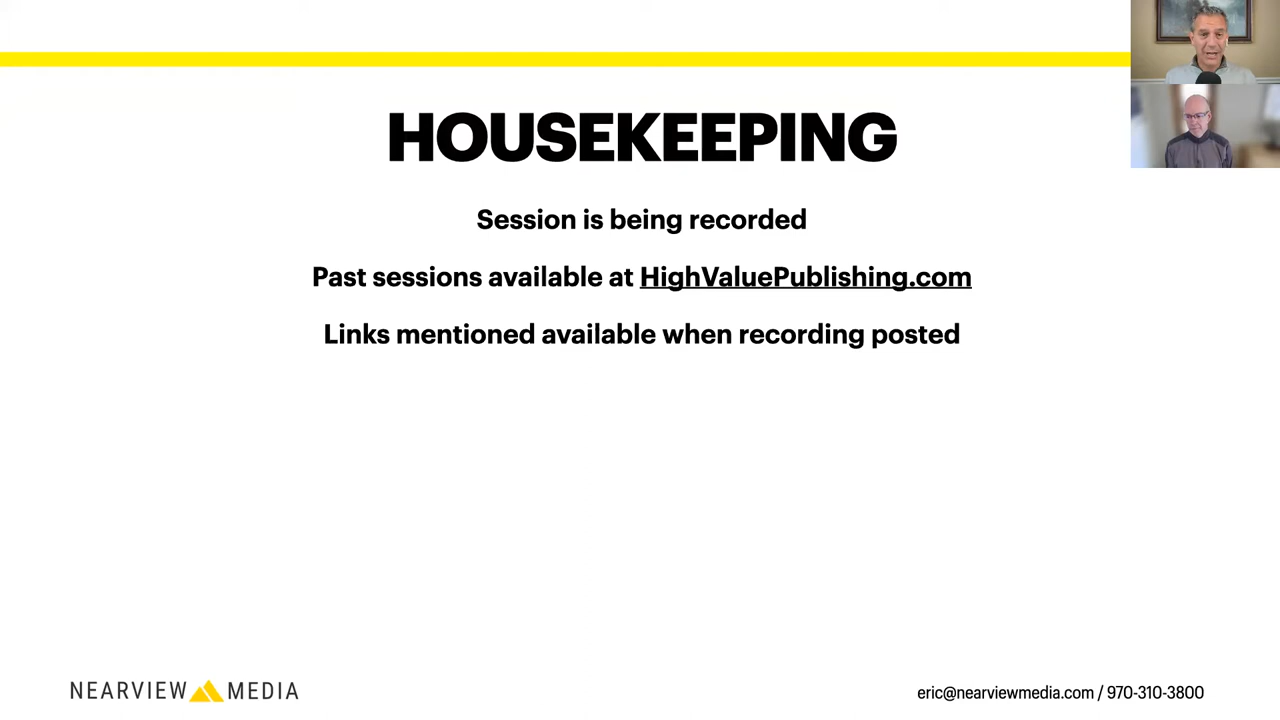 HOUSEKEEPING
Session is being recorded
Past sessions available at HighValuePublishing.com
Links mentioned available when recording posted
NEARVIEW MEDIA
eric@nearviewmedia.com / 970-310-3800